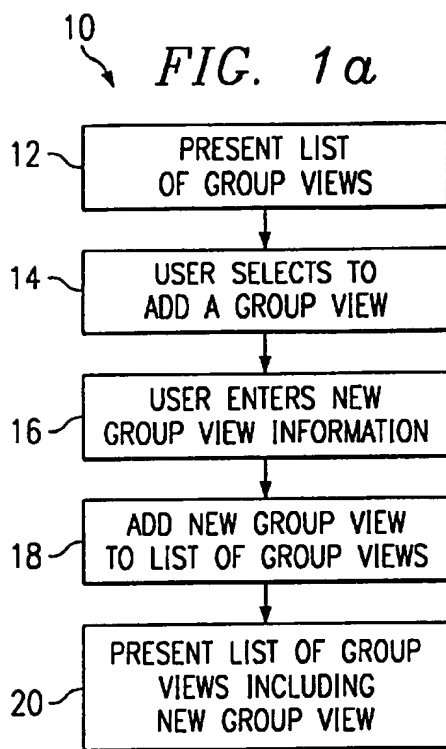 10
FIG. 1a
12
PRESENT LIST
OF GROUP VIEWS
14
USER SELECTS TO
ADD A GROUP VIEW
16
USER ENTERS NEW
GROUP VIEW INFORMATION
18
ADD NEW GROUP VIEW
TO LIST OF GROUP VIEWS
20
PRESENT LIST OF GROUP
VIEWS INCLUDING
NEW GROUP VIEW